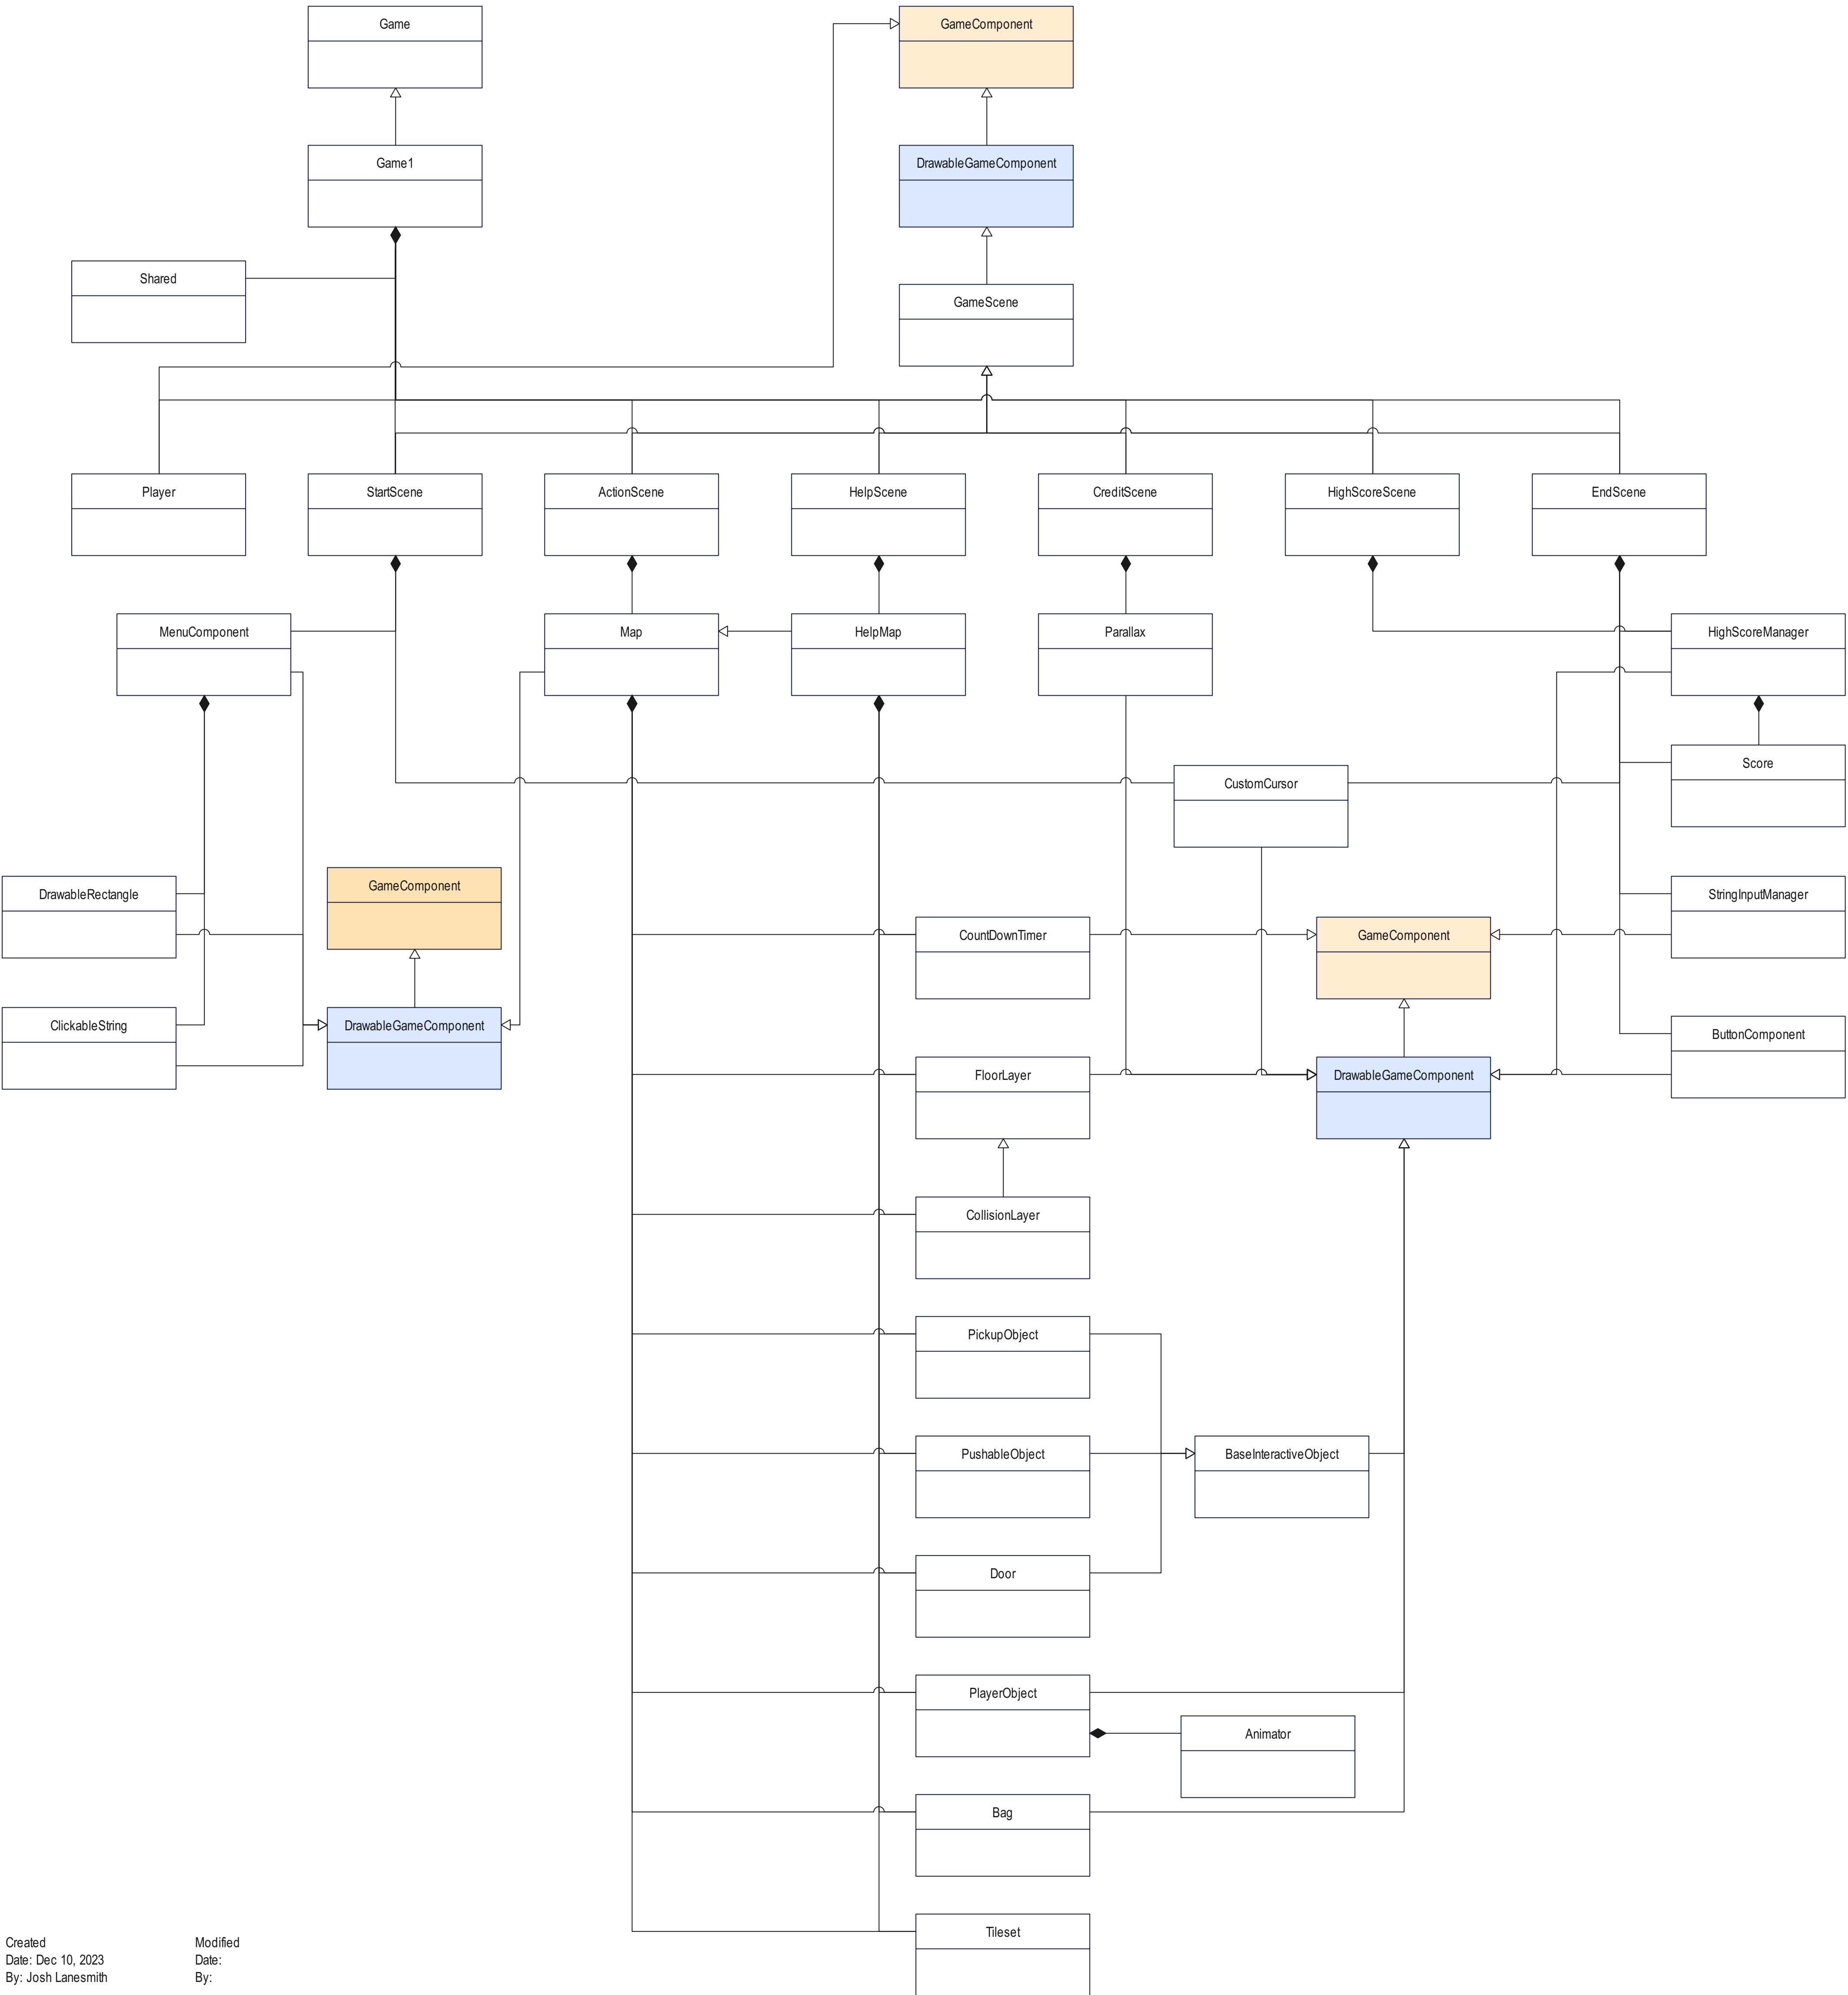 Game
GameComponent
Game1
DrawableGameComponent
Shared
GameScene
Player
StartScene
ActionScene
HelpScene
CreditScene
HighScoreScene
EndScene
MenuComponent
Map
HelpMap
Parallax
HighScoreManager
Score
CustomCursor
GameComponent
DrawableRectangle
StringInputManager
CountDownTimer
GameComponent
ClickableString
DrawableGameComponent
ButtonComponent
FloorLayer
DrawableGameComponent
CollisionLayer
PickupObject
PushableObject
BaseInteractiveObject
Door
PlayerObject
Animator
Bag
Tileset
Created
Date: Dec 10, 2023
By: Josh Lanesmith
Modified
Date:
By: